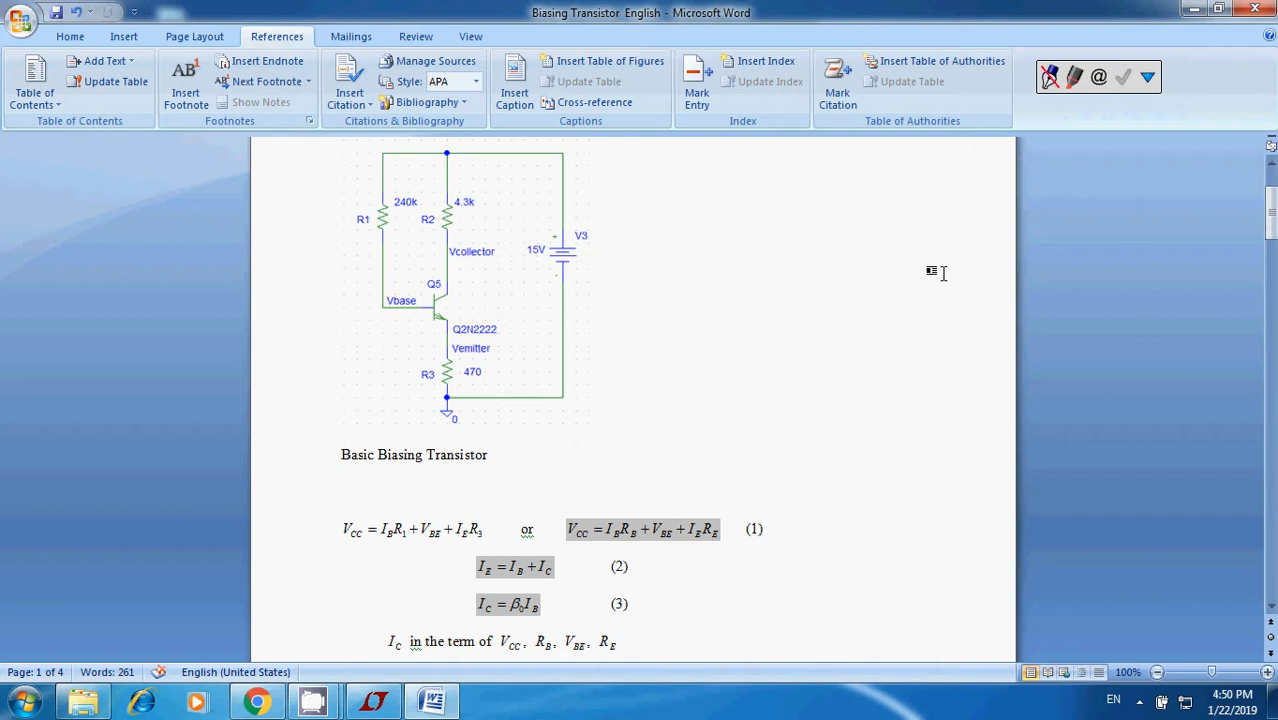 Biasing Transistor English - Microsoft Word
Home Insert Page Layout References Mailings Review View
Table of Contents
Add Text
Update Table
Table of Contents
AB¹
Insert Footnote
Insert Endnote
Next Footnote
Show Notes
Footnotes
Insert Citation
Manage Sources
Style: APA
Bibliography
Citations & Bibliography
Insert Caption
Insert Table of Figures
Update Table
Cross-reference
Captions
Mark Entry
Insert Index
Update Index
Index
Mark Citation
Insert Table of Authorities
Update Table
Table of Authorities
@
240k 4.3k
R1 R2
V3
15V
Vcollector
Q5
Vbase
Q2N2222
Vemitter
R3 470
0
Basic Biasing Transistor
V_CC = I_B R_1 + V_BE + I_E R_3 or V_CC = I_B R_B + V_BE + I_E R_E (1)
I_E = I_B + I_C (2)
I_C = β_0 I_B (3)
I_C in the term of V_CC, R_B, V_BE, R_E
Page: 1 of 4 Words: 261 English (United States) 100%
EN
4:50 PM
1/22/2019